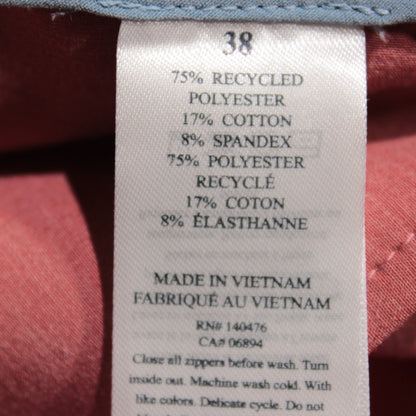 38
75% RECYCLED
POLYESTER
17% COTTON
8% SPANDEX
75% POLYESTER
RECYCLÉ
17% COTON
8% ÉLASTHANNE
MADE IN VIETNAM
FABRIQUÉ AU VIETNAM
RN# 140476
CA# 06894
Close all zippers before wash. Turn
inside out. Machine wash cold. With
like colors. Delicate cycle. Do not